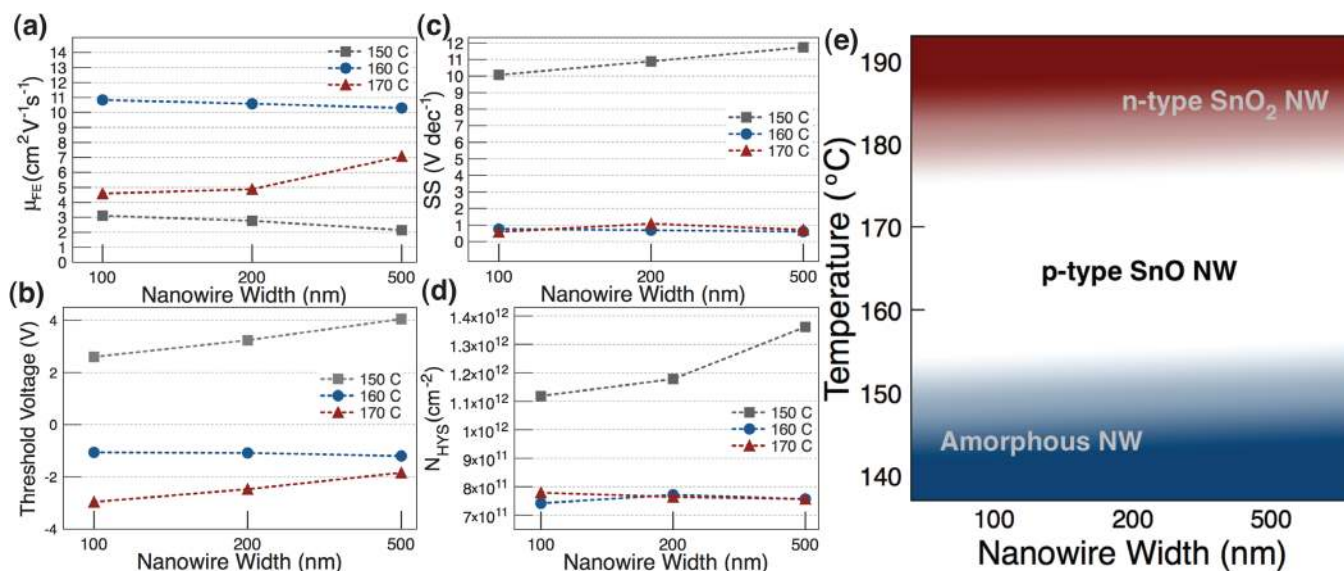 (a)
14
13
12
11
10
9
8
7
6
5
4
3
2
1
0
μFE (cm² V⁻¹s⁻¹)
150 C
160 C
170 C
100
200
500
Nanowire Width (nm)
(b)
4
2
0
-2
-4
Threshold Voltage (V)
150 C
160 C
170 C
100
200
500
Nanowire Width (nm)
(c)
12
11
10
9
8
7
6
5
4
3
2
1
0
SS (V dec⁻¹)
150 C
160 C
170 C
100
200
500
Nanowire Width (nm)
(d)
1.4x10¹²
1.3x10¹²
1.2x10¹²
1.1x10¹²
1x10¹²
9x10¹¹
8x10¹¹
7x10¹¹
N_HYS (cm⁻²)
150 C
160 C
170 C
100
200
500
Nanowire Width (nm)
(e)
190
180
170
160
150
140
Temperature (°C)
n-type SnO₂ NW
p-type SnO NW
Amorphous NW
100
200
500
Nanowire Width (nm)